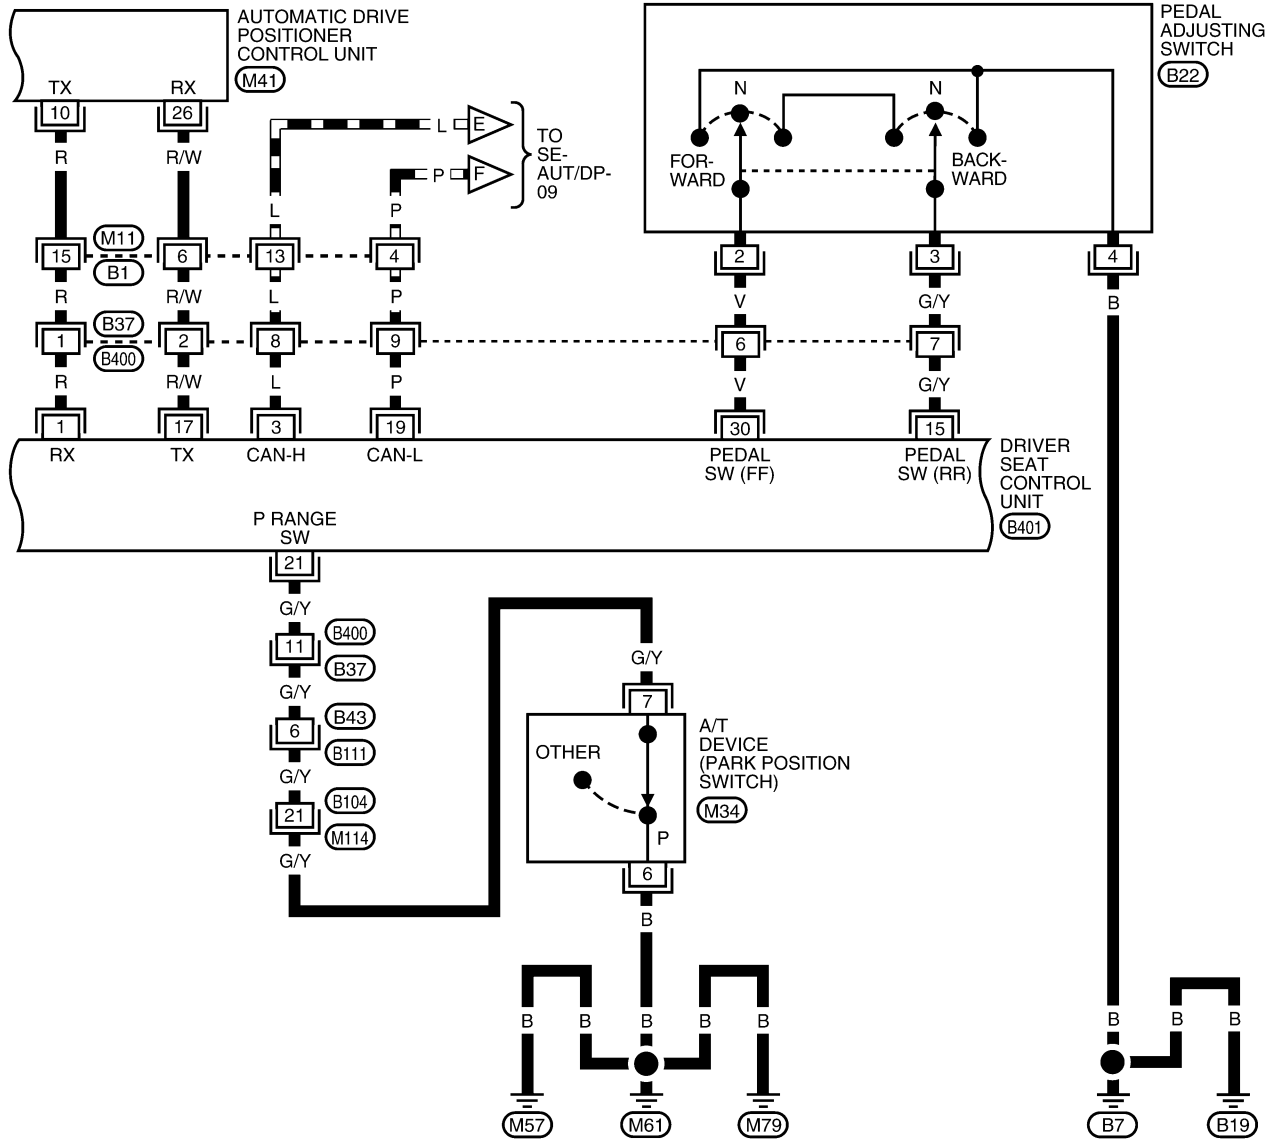 AUTOMATIC DRIVE
POSITIONER
CONTROL UNIT
M41
TX
RX
10
26
R
R/W
L
E
P
F
TO
SE-
AUT/DP-
09
L
P
PEDAL
ADJUSTING
SWITCH
B22
N
N
FOR-
WARD
BACK-
WARD
15
M11
B1
6
13
4
2
3
4
R
R/W
L
P
V
G/Y
B
1
B37
B400
2
8
9
6
7
R
R/W
L
P
V
G/Y
1
17
3
19
30
15
RX
TX
CAN-H
CAN-L
PEDAL
SW (FF)
PEDAL
SW (RR)
DRIVER
SEAT
CONTROL
UNIT
B401
P RANGE
SW
21
G/Y
11
B400
B37
G/Y
6
B43
B111
G/Y
21
B104
M114
G/Y
G/Y
7
OTHER
P
A/T
DEVICE
(PARK POSITION
SWITCH)
M34
6
B
B
B
B
B
B
B
B
B
M57
M61
M79
B7
B19